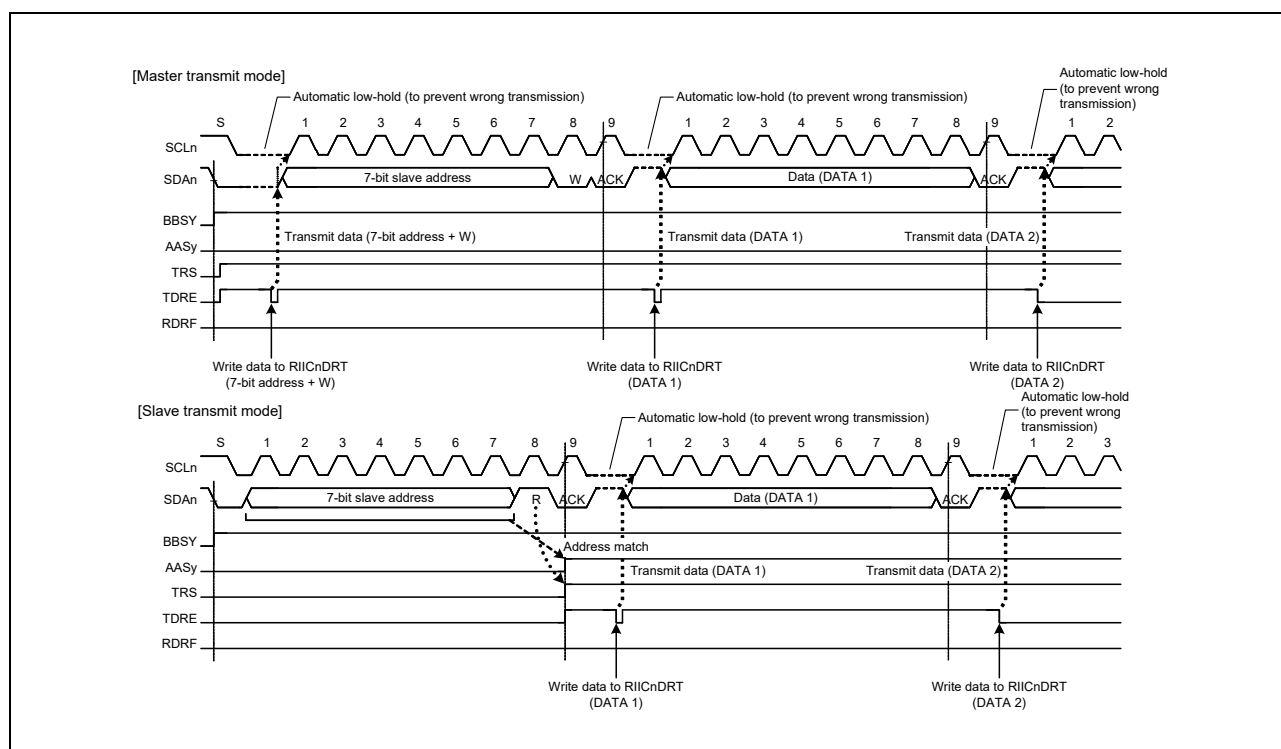 [Master transmit mode]
Automatic low-hold (to prevent wrong transmission)
Automatic low-hold (to prevent wrong transmission)
Automatic low-hold
(to prevent wrong
transmission)
S 1 2 3 4 5 6 7 8 9 1 2 3 4 5 6 7 8 9 1 2
SCLn
SDAn 7-bit slave address W ACK Data (DATA 1) ACK
BBSY
Transmit data (7-bit address + W) Transmit data (DATA 1) Transmit data (DATA 2)
AASy
TRS
TDRE
RDRF
Write data to RIICnDRT
(7-bit address + W)
Write data to RIICnDRT
(DATA 1)
Write data to RIICnDRT
(DATA 2)
[Slave transmit mode]
Automatic low-hold (to prevent wrong transmission)
Automatic low-hold
(to prevent wrong
transmission)
S 1 2 3 4 5 6 7 8 9 1 2 3 4 5 6 7 8 9 1 2 3
SCLn
SDAn 7-bit slave address R ACK Data (DATA 1) ACK
BBSY
Address match
AASy
Transmit data (DATA 1) Transmit data (DATA 2)
TRS
TDRE
RDRF
Write data to RIICnDRT
(DATA 1)
Write data to RIICnDRT
(DATA 2)